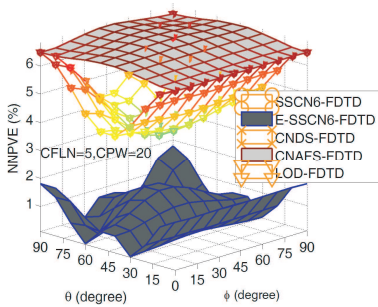 6
5
4
3
2
1
NNPVE (%)
CFLN=5,CPW=20
SSCN6-FDTD
E-SSCN6-FDTD
CNDS-FDTD
CNAFS-FDTD
LOD-FDTD
90
75
60
45
30
15
0
15
30
45
60
75
90
θ (degree)
ϕ (degree)